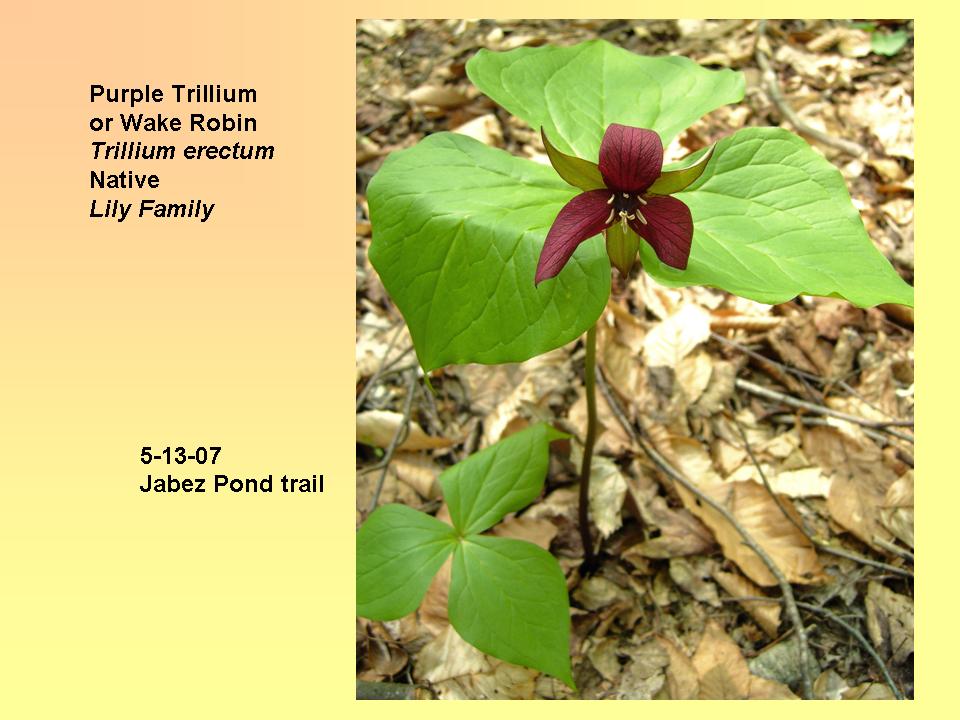 Purple Trillium
or Wake Robin
Trillium erectum
Native
Lily Family
5-13-07
Jabez Pond trail